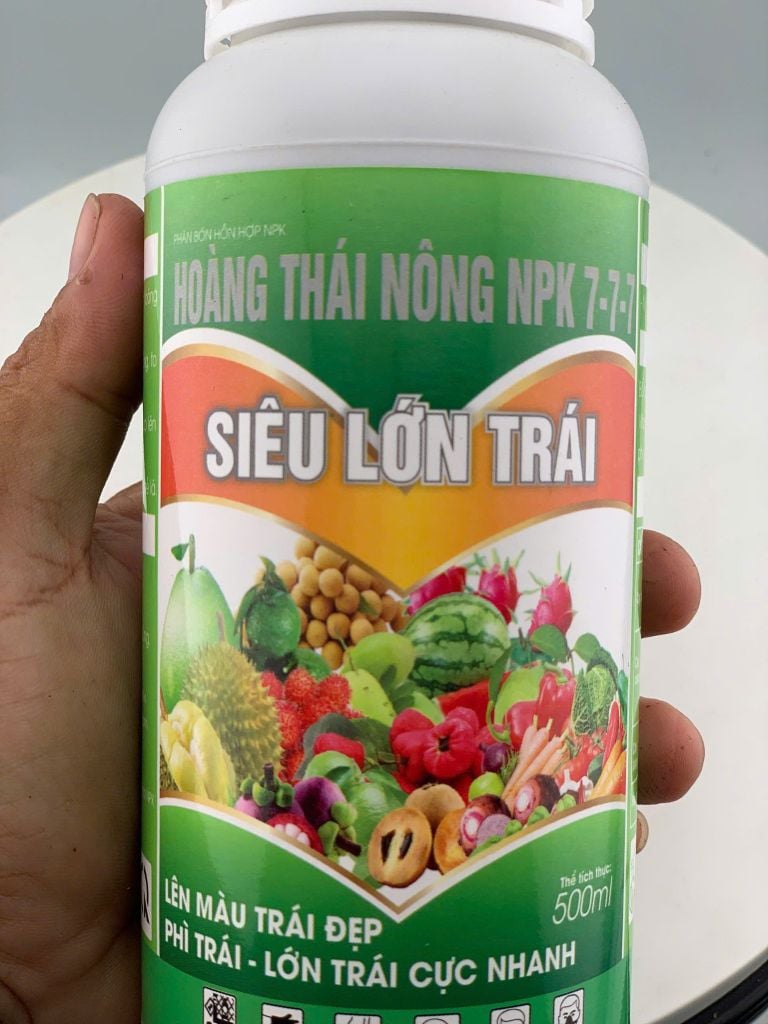 PHÂN BÓN HỖN HỢP NPK
HOÀNG THÁI NÔNG NPK 7-7-7
SIÊU LỚN TRÁI
LÊN MÀU TRÁI ĐẸP
PHÌ TRÁI - LỚN TRÁI CỰC NHANH
Thể tích thực:
500ml